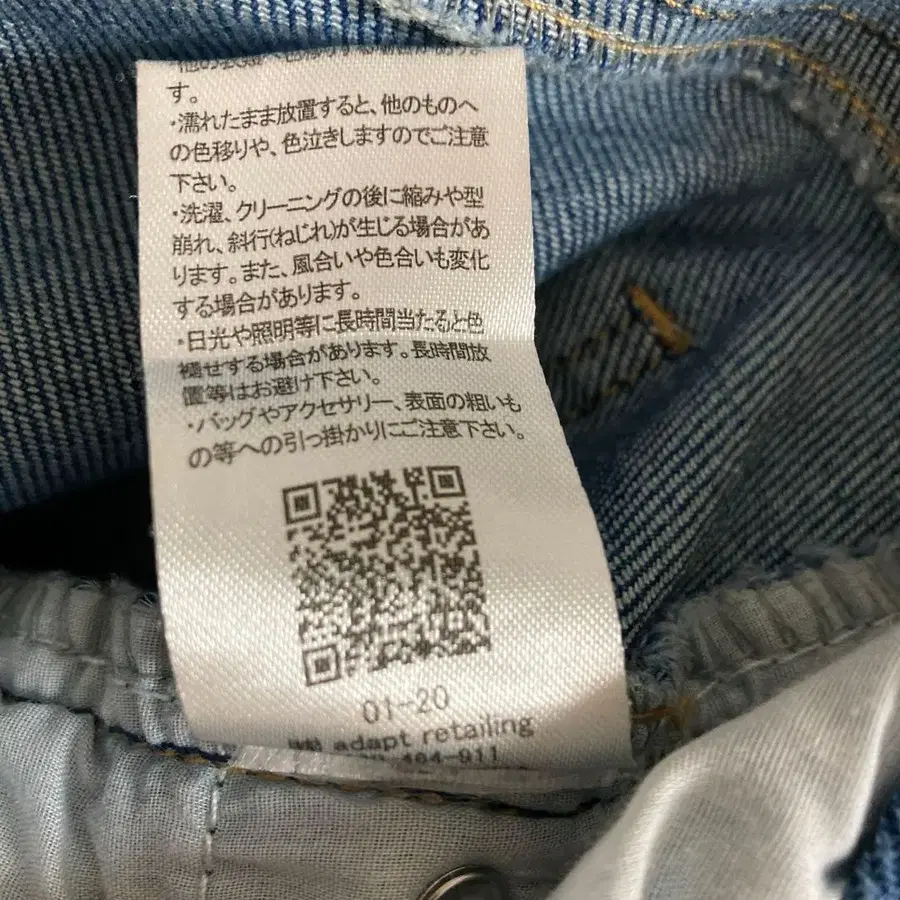 す。
・濡れたまま放置すると、他のものへ
の色移りや、色泣きしますのでご注意
下さい。
・洗濯、クリーニングの後に縮みや型
崩れ、斜行(ねじれ)が生じる場合があ
ります。また、風合いや色合いも変化
する場合があります。
・日光や照明等に長時間当たると色
褪せする場合があります。長時間放
置等はお避け下さい。
・バッグやアクセサリー、表面の粗いも
の等への引っ掛かりにご注意下さい。
01-20
㈱ adapt retailing
-494-911